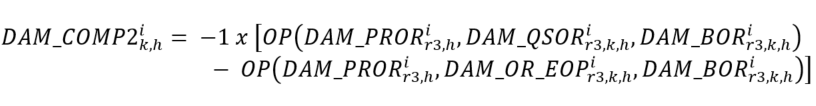 DAM_COMP2^i_{k,h} = −1 x [OP(DAM_PROR^i_{r3,h}, DAM_QSOR^i_{r3,k,h}, DAM_BOR^i_{r3,k,h})
− OP(DAM_PROR^i_{r3,h}, DAM_OR_EOP^i_{r3,k,h}, DAM_BOR^i_{r3,k,h})]